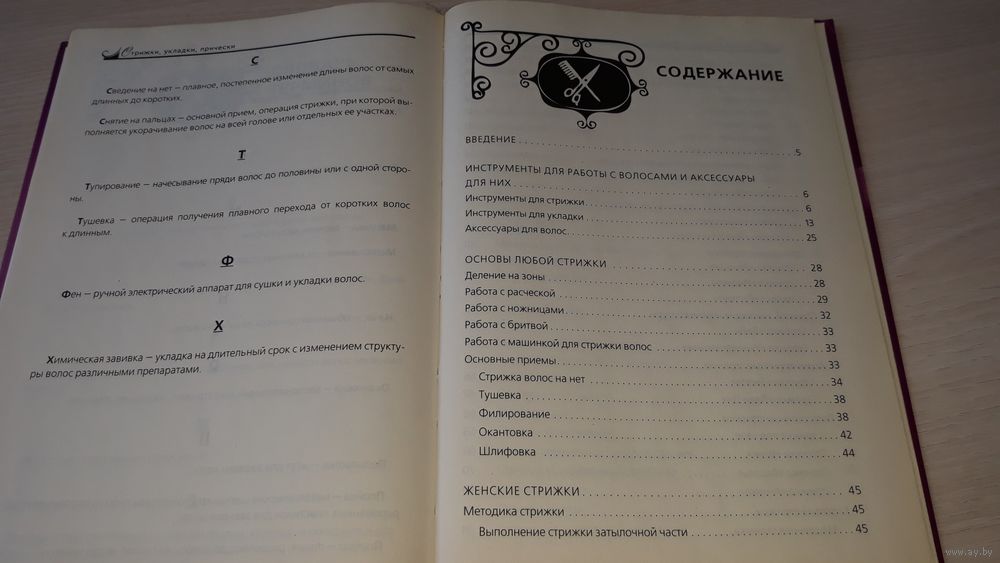 Стрижки, укладки, прически
С
Сведение на нет — плавное, постепенное изменение длины волос от самых
длинных до коротких.
Снятие на пальцах — основной прием, операция стрижки, при которой вы-
полняется укорачивание волос на всей голове или отдельных ее участках.
Т
Тупирование — начесывание пряди волос до половины или с одной сторо-
ны.
Тушевка — операция получения плавного перехода от коротких волос
к длинным.
Ф
Фен — ручной электрический аппарат для сушки и укладки волос.
Х
Химическая завивка — укладка на длительный срок с изменением структу-
ры волос различными препаратами.
СОДЕРЖАНИЕ
ВВЕДЕНИЕ . . . 5
ИНСТРУМЕНТЫ ДЛЯ РАБОТЫ С ВОЛОСАМИ И АКСЕССУАРЫ
ДЛЯ НИХ . . . 6
Инструменты для стрижки . . . 6
Инструменты для укладки . . . 13
Аксессуары для волос . . . 25
ОСНОВЫ ЛЮБОЙ СТРИЖКИ . . . 28
Деление на зоны . . . 28
Работа с расческой . . . 29
Работа с ножницами . . . 32
Работа с бритвой . . . 33
Работа с машинкой для стрижки волос . . . 33
Основные приемы . . . 33
Стрижка волос на нет . . . 34
Тушевка . . . 38
Филирование . . . 38
Окантовка . . . 42
Шлифовка . . . 44
ЖЕНСКИЕ СТРИЖКИ . . . 45
Методика стрижки . . . 45
Выполнение стрижки затылочной части . . . 45
www.ay.by